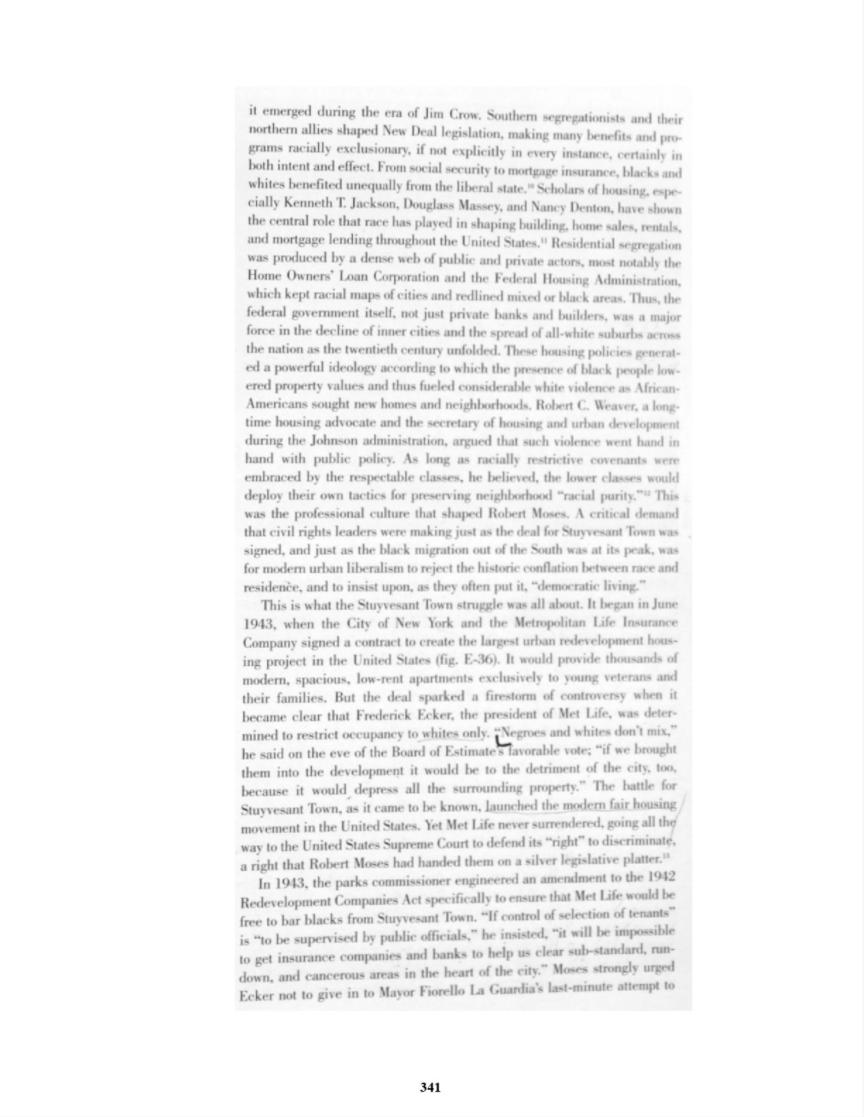 it emerged during the era of Jim Crow. Southern segregationists and their
northern allies shaped New Deal legislation, making many benefits and pro-
grams racially exclusionary, if not explicitly in every instance, certainly in
both intent and effect. From social security to mortgage insurance, blacks and
whites benefited unequally from the liberal state.¹⁰ Scholars of housing, espe-
cially Kenneth T. Jackson, Douglass Massey, and Nancy Denton, have shown
the central role that race has played in shaping building, home sales, rentals,
and mortgage lending throughout the United States.¹¹ Residential segregation
was produced by a dense web of public and private actors, most notably the
Home Owners' Loan Corporation and the Federal Housing Administration,
which kept racial maps of cities and redlined mixed or black areas. Thus, the
federal government itself, not just private banks and builders, was a major
force in the decline of inner cities and the spread of all-white suburbs across
the nation as the twentieth century unfolded. These housing policies generat-
ed a powerful ideology according to which the presence of black people low-
ered property values and thus fueled considerable white violence as African-
Americans sought new homes and neighborhoods. Robert C. Weaver, a long-
time housing advocate and the secretary of housing and urban development
during the Johnson administration, argued that such violence went hand in
hand with public policy. As long as racially restrictive covenants were
embraced by the respectable classes, he believed, the lower classes would
deploy their own tactics for preserving neighborhood "racial purity."¹² This
was the professional culture that shaped Robert Moses. A critical demand
that civil rights leaders were making just as the deal for Stuyvesant Town was
signed, and just as the black migration out of the South was at its peak, was
for modern urban liberalism to reject the historic conflation between race and
residence, and to insist upon, as they often put it, "democratic living."
This is what the Stuyvesant Town struggle was all about. It began in June
1943, when the City of New York and the Metropolitan Life Insurance
Company signed a contract to create the largest urban redevelopment hous-
ing project in the United States (fig. E-36). It would provide thousands of
modern, spacious, low-rent apartments exclusively to young veterans and
their families. But the deal sparked a firestorm of controversy when it
became clear that Frederick Ecker, the president of Met Life, was deter-
mined to restrict occupancy to whites only. "Negroes and whites don't mix,"
he said on the eve of the Board of Estimate's favorable vote; "if we brought
them into the development it would be to the detriment of the city, too,
because it would depress all the surrounding property." The battle for
Stuyvesant Town, as it came to be known, launched the modern fair housing
movement in the United States. Yet Met Life never surrendered, going all the
way to the United States Supreme Court to defend its "right" to discriminate,
a right that Robert Moses had handed them on a silver legislative platter.¹³
In 1943, the parks commissioner engineered an amendment to the 1942
Redevelopment Companies Act specifically to ensure that Met Life would be
free to bar blacks from Stuyvesant Town. "If control of selection of tenants"
is "to be supervised by public officials," he insisted, "it will be impossible
to get insurance companies and banks to help us clear sub-standard, run-
down, and cancerous areas in the heart of the city." Moses strongly urged
Ecker not to give in to Mayor Fiorello La Guardia's last-minute attempt to
341